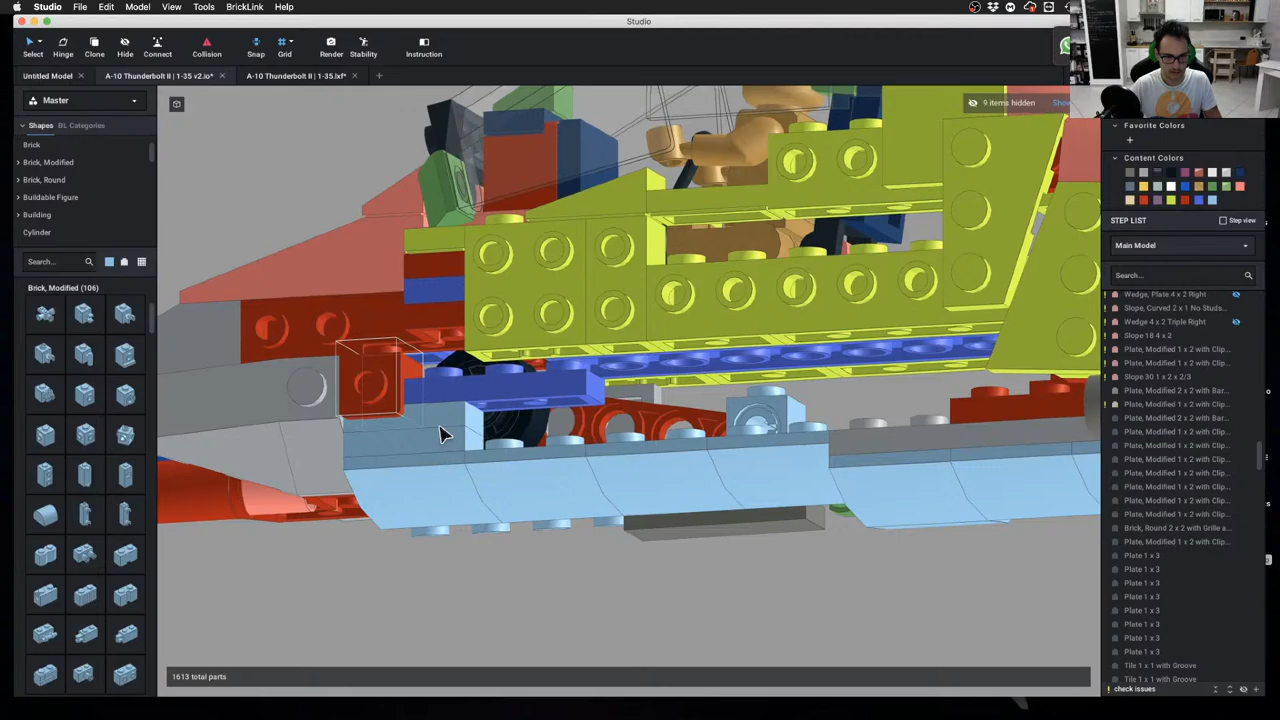 Studio File Edit Model View Tools BrickLink Help
Studio
Select Hinge Clone Hide Connect Collision Snap Grid Render Stability Instruction
Untitled Model A-10 Thunderbolt II | 1-35 v2.io* A-10 Thunderbolt II | 1-35.lxf*
Master
Shapes BL Categories
Brick
Brick, Modified
Brick, Round
Buildable Figure
Building
Cylinder
Search...
Brick, Modified (106)
9 items hidden Show
1613 total parts
Favorite Colors
Content Colors
STEP LIST Step view
Main Model
Search...
Wedge, Plate 4 x 2 Right
Slope, Curved 2 x 1 No Studs...
Wedge 4 x 2 Triple Right
Slope 18 4 x 2
Plate, Modified 1 x 2 with Clip...
Plate, Modified 1 x 2 with Clip...
Slope 30 1 x 2 x 2/3
Plate, Modified 2 x 2 with Bar...
Plate, Modified 1 x 2 with Clip...
Plate, Modified 2 x 2 with Bar...
Plate, Modified 1 x 2 with Clip...
Plate, Modified 1 x 2 with Clip...
Plate, Modified 1 x 2 with Clip...
Plate, Modified 1 x 2 with Clip...
Plate, Modified 1 x 2 with Clip...
Plate, Modified 1 x 2 with Clip...
Plate, Modified 1 x 2 with Clip...
Brick, Round 2 x 2 with Grille a...
Plate, Modified 1 x 2 with Clip...
Plate 1 x 3
Plate 1 x 3
Plate 1 x 3
Plate 1 x 3
Plate 1 x 3
Plate 1 x 3
Plate 1 x 3
Plate 1 x 3
Tile 1 x 1 with Groove
Tile 1 x 1 with Groove
check issues